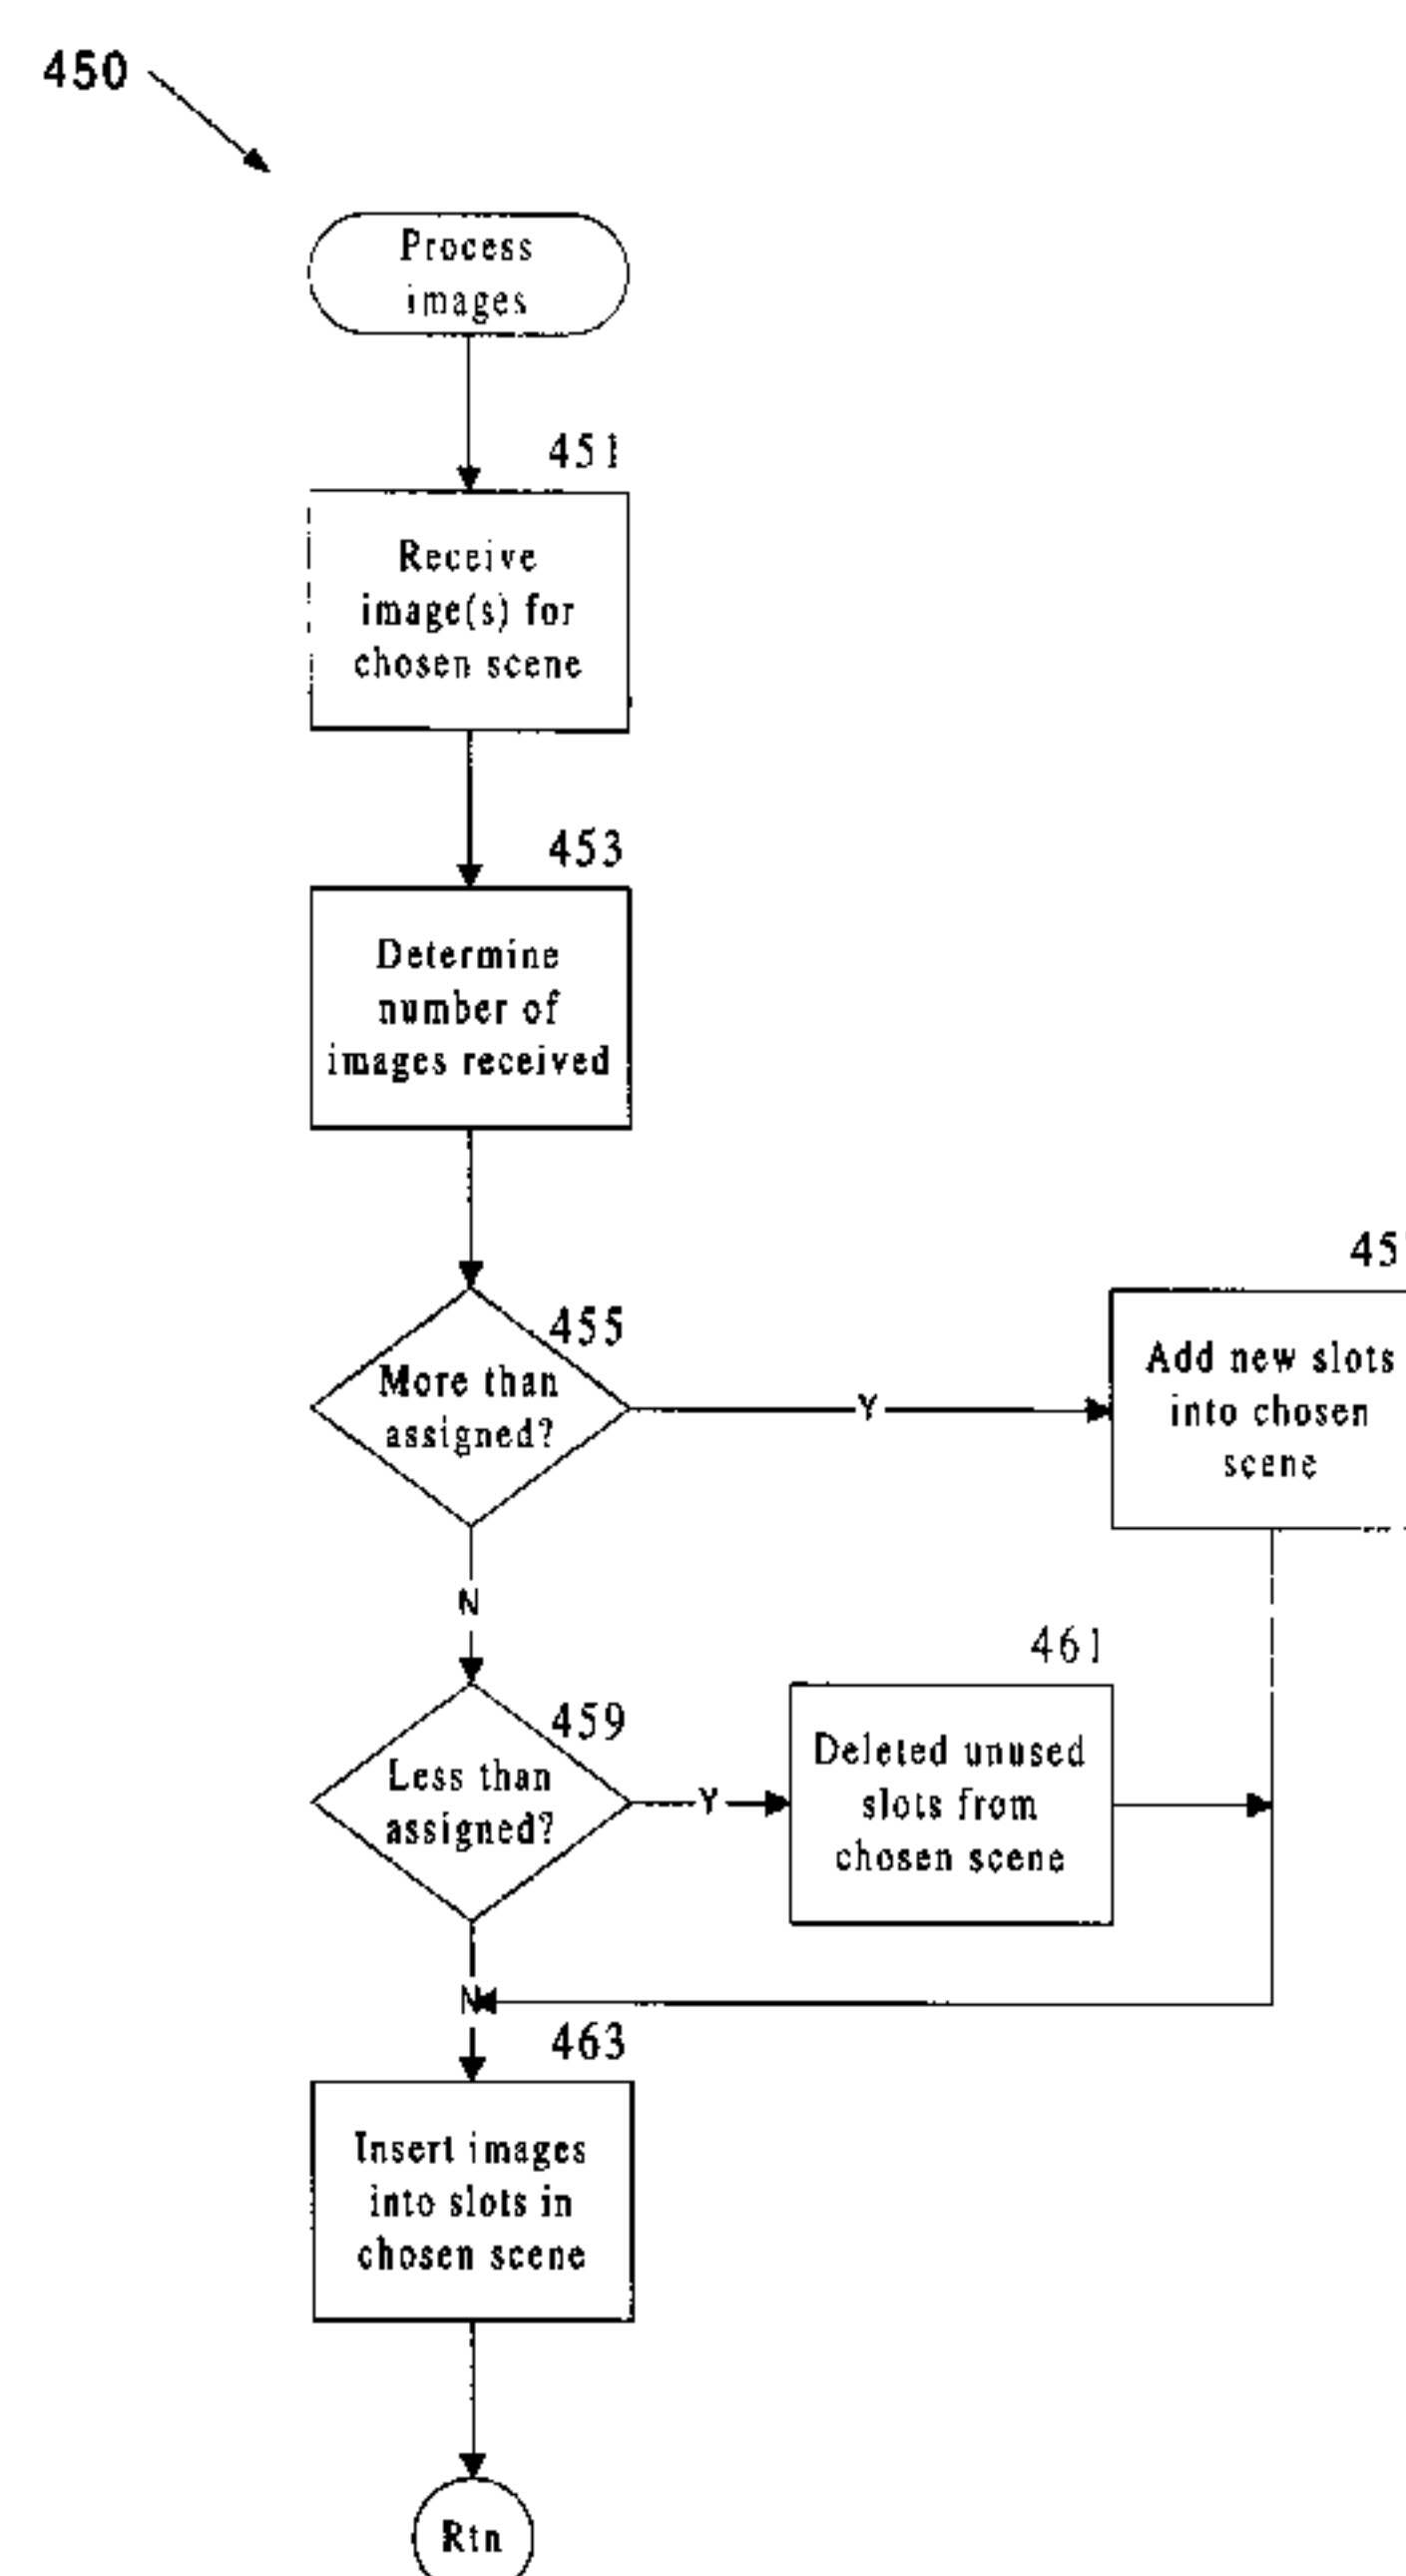 450
Process
images
451
Receive
image(s) for
chosen scene
453
Determine
number of
images received
455
More than
assigned?
Y
45
Add new slots
into chosen
scene
N
459
Less than
assigned?
Y
461
Deleted unused
slots from
chosen scene
N
463
Insert images
into slots in
chosen scene
Rtn